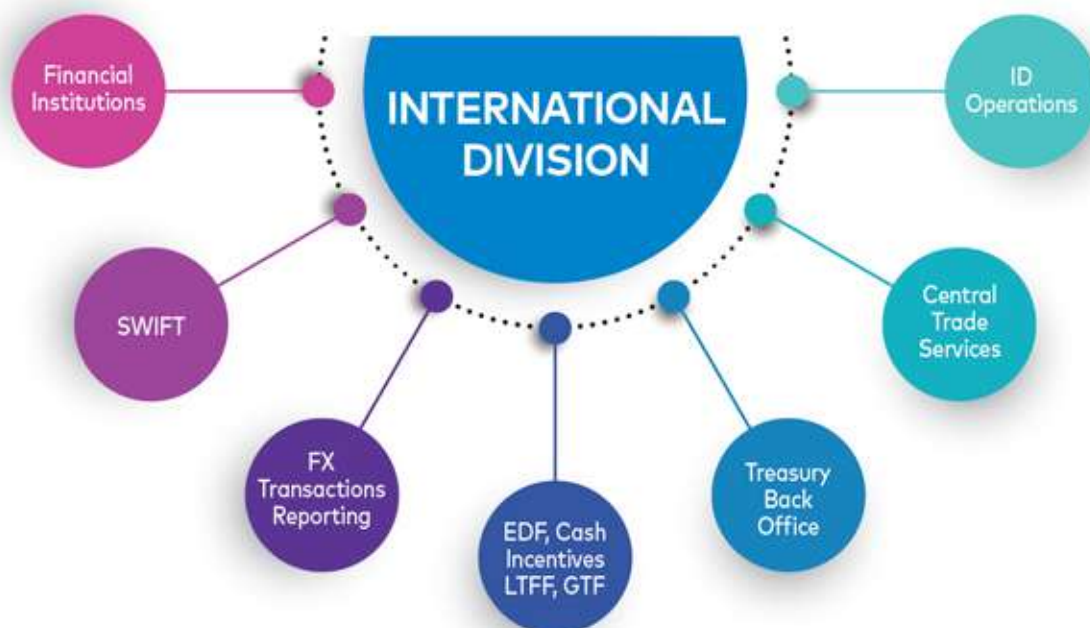 INTERNATIONAL
DIVISION
Financial
Institutions
SWIFT
FX
Transactions
Reporting
EDF, Cash
Incentives
LTFF, GTF
Treasury
Back
Office
Central
Trade
Services
ID
Operations